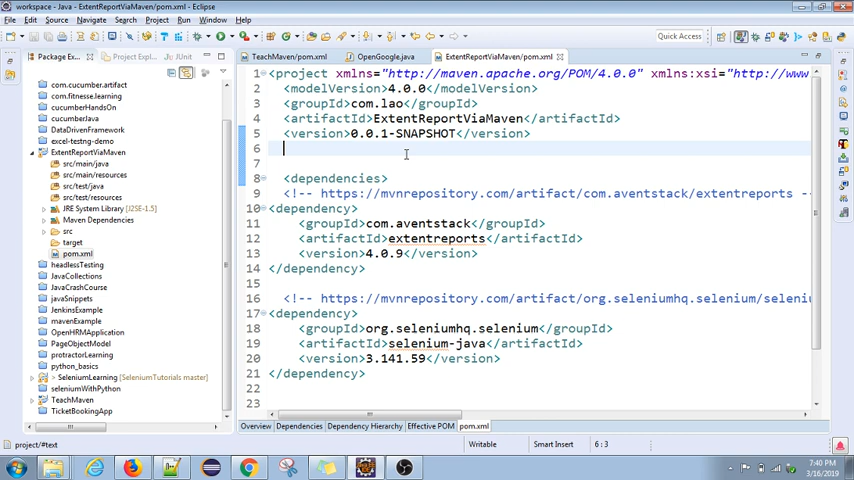 workspace - Java - ExtentReportViaMaven/pom.xml - Eclipse
File Edit Source Navigate Search Project Run Window Help
Quick Access
Package Ex... Project Explor... JUnit
TeachMaven/pom.xml OpenGoogle.java ExtentReportViaMaven/pom.xml
com.cucumber.artifact
com.fitnesse.learning
cucumberHandsOn
DataDrivenFramework
excel-testng-demo
ExtentReportViaMaven
src/main/java
src/main/resources
src/test/java
src/test/resources
JRE System Library [J2SE-1.5]
Maven Dependencies
src
target
pom.xml
headlessTesting
JavaCollections
JavaCrashCourse
javaSnippets
JenkinsExample
mavenExample
OpenHRMApplication
PageObjectModel
protractorLearning
python_basics
> SeleniumLearning [SeleniumTutorials master]
seleniumWithPython
TeachMaven
TicketBookingApp
1 <project xmlns="http://maven.apache.org/POM/4.0.0" xmlns:xsi="http://www
2 <modelVersion>4.0.0</modelVersion>
3 <groupId>com.lao</groupId>
4 <artifactId>ExtentReportViaMaven</artifactId>
5 <version>0.0.1-SNAPSHOT</version>
6
7
8 <dependencies>
9 <!-- https://mvnrepository.com/artifact/com.aventstack/extentreports --
10 <dependency>
11 <groupId>com.aventstack</groupId>
12 <artifactId>extentreports</artifactId>
13 <version>4.0.9</version>
14 </dependency>
15
16 <!-- https://mvnrepository.com/artifact/org.seleniumhq.selenium/seleni
17 <dependency>
18 <groupId>org.seleniumhq.selenium</groupId>
19 <artifactId>selenium-java</artifactId>
20 <version>3.141.59</version>
21 </dependency>
22
23
Overview Dependencies Dependency Hierarchy Effective POM pom.xml
project/#text Writable Smart Insert 6 : 3
7:40 PM
3/16/2019